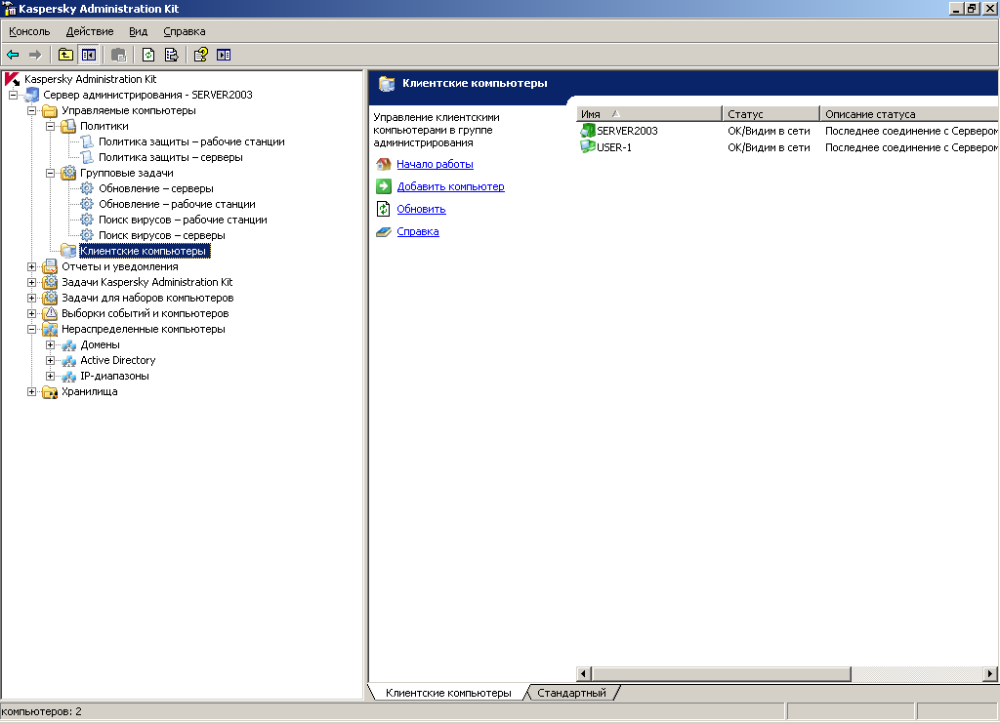 Kaspersky Administration Kit
Консоль Действие Вид Справка
Kaspersky Administration Kit
Сервер администрирования - SERVER2003
Управляемые компьютеры
Политики
Политика защиты – рабочие станции
Политика защиты – серверы
Групповые задачи
Обновление – серверы
Обновление – рабочие станции
Поиск вирусов – рабочие станции
Поиск вирусов – серверы
Клиентские компьютеры
Отчеты и уведомления
Задачи Kaspersky Administration Kit
Задачи для наборов компьютеров
Выборки событий и компьютеров
Нераспределенные компьютеры
Домены
Active Directory
IP-диапазоны
Хранилища
Клиентские компьютеры
Управление клиентскими
компьютерами в группе
администрирования
Начало работы
Добавить компьютер
Обновить
Справка
Имя Статус Описание статуса
SERVER2003 OK/Видим в сети Последнее соединение с Сервером
USER-1 OK/Видим в сети Последнее соединение с Сервером
Клиентские компьютеры Стандартный
компьютеров: 2